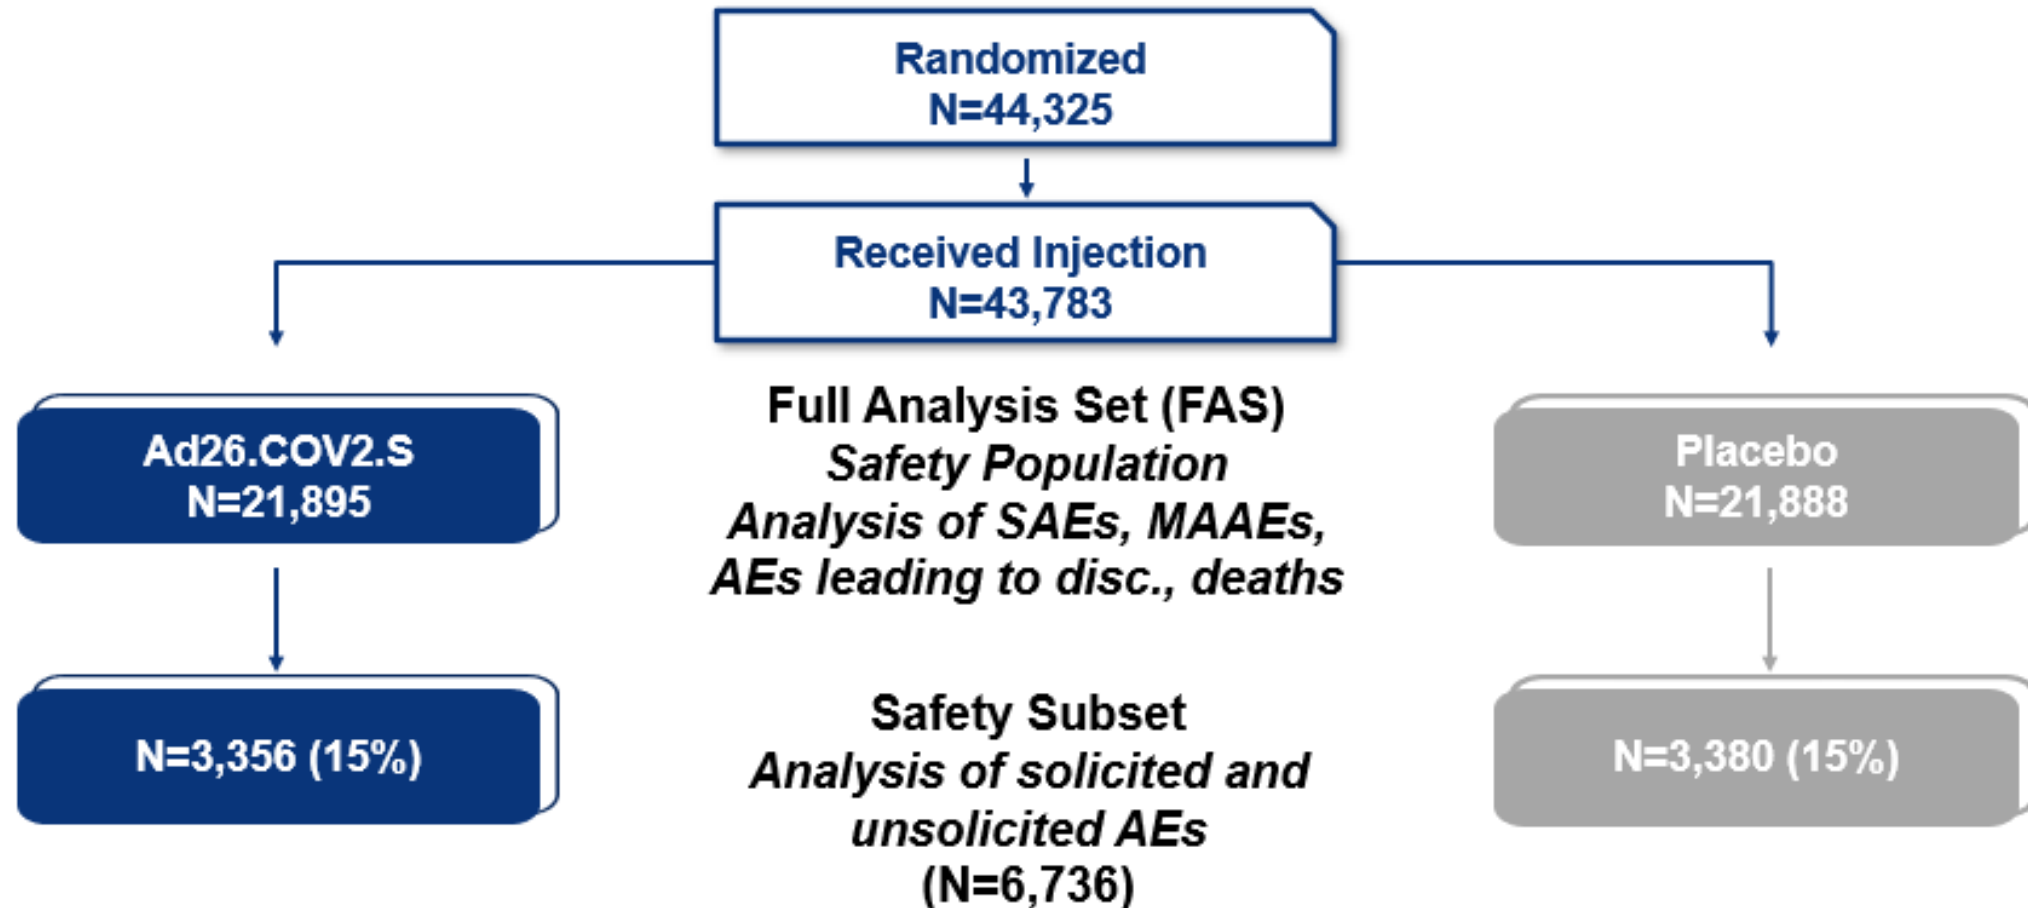 Randomized
N=44,325
Received Injection
N=43,783
Ad26.COV2.S
N=21,895
Full Analysis Set (FAS)
Safety Population
Analysis of SAEs, MAAEs,
AEs leading to disc., deaths
Placebo
N=21,888
N=3,356 (15%)
Safety Subset
Analysis of solicited and
unsolicited AEs
(N=6,736)
N=3,380 (15%)